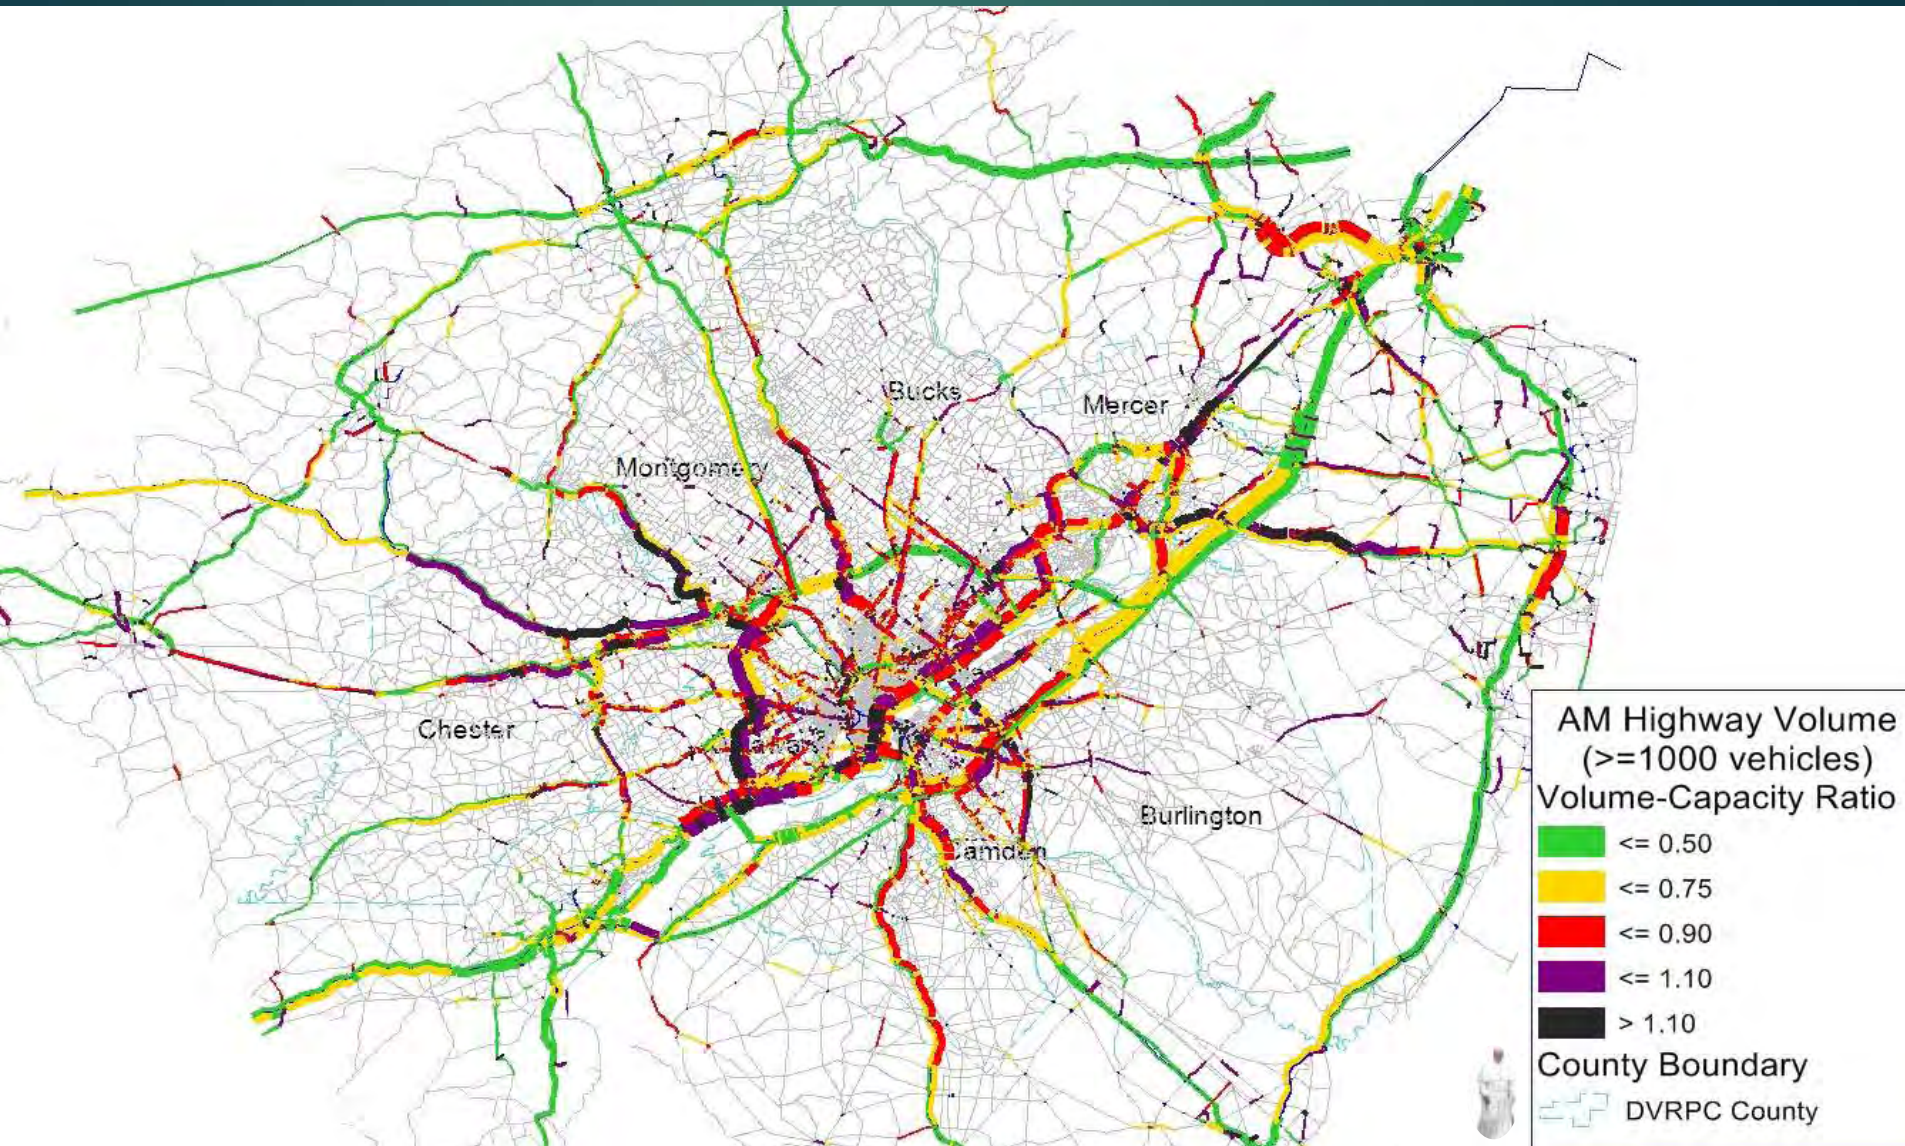 Bucks
Mercer
Montgomery
Chester
Burlington
Camden
AM Highway Volume
(>=1000 vehicles)
Volume-Capacity Ratio
<= 0.50
<= 0.75
<= 0.90
<= 1.10
> 1.10
County Boundary
DVRPC County